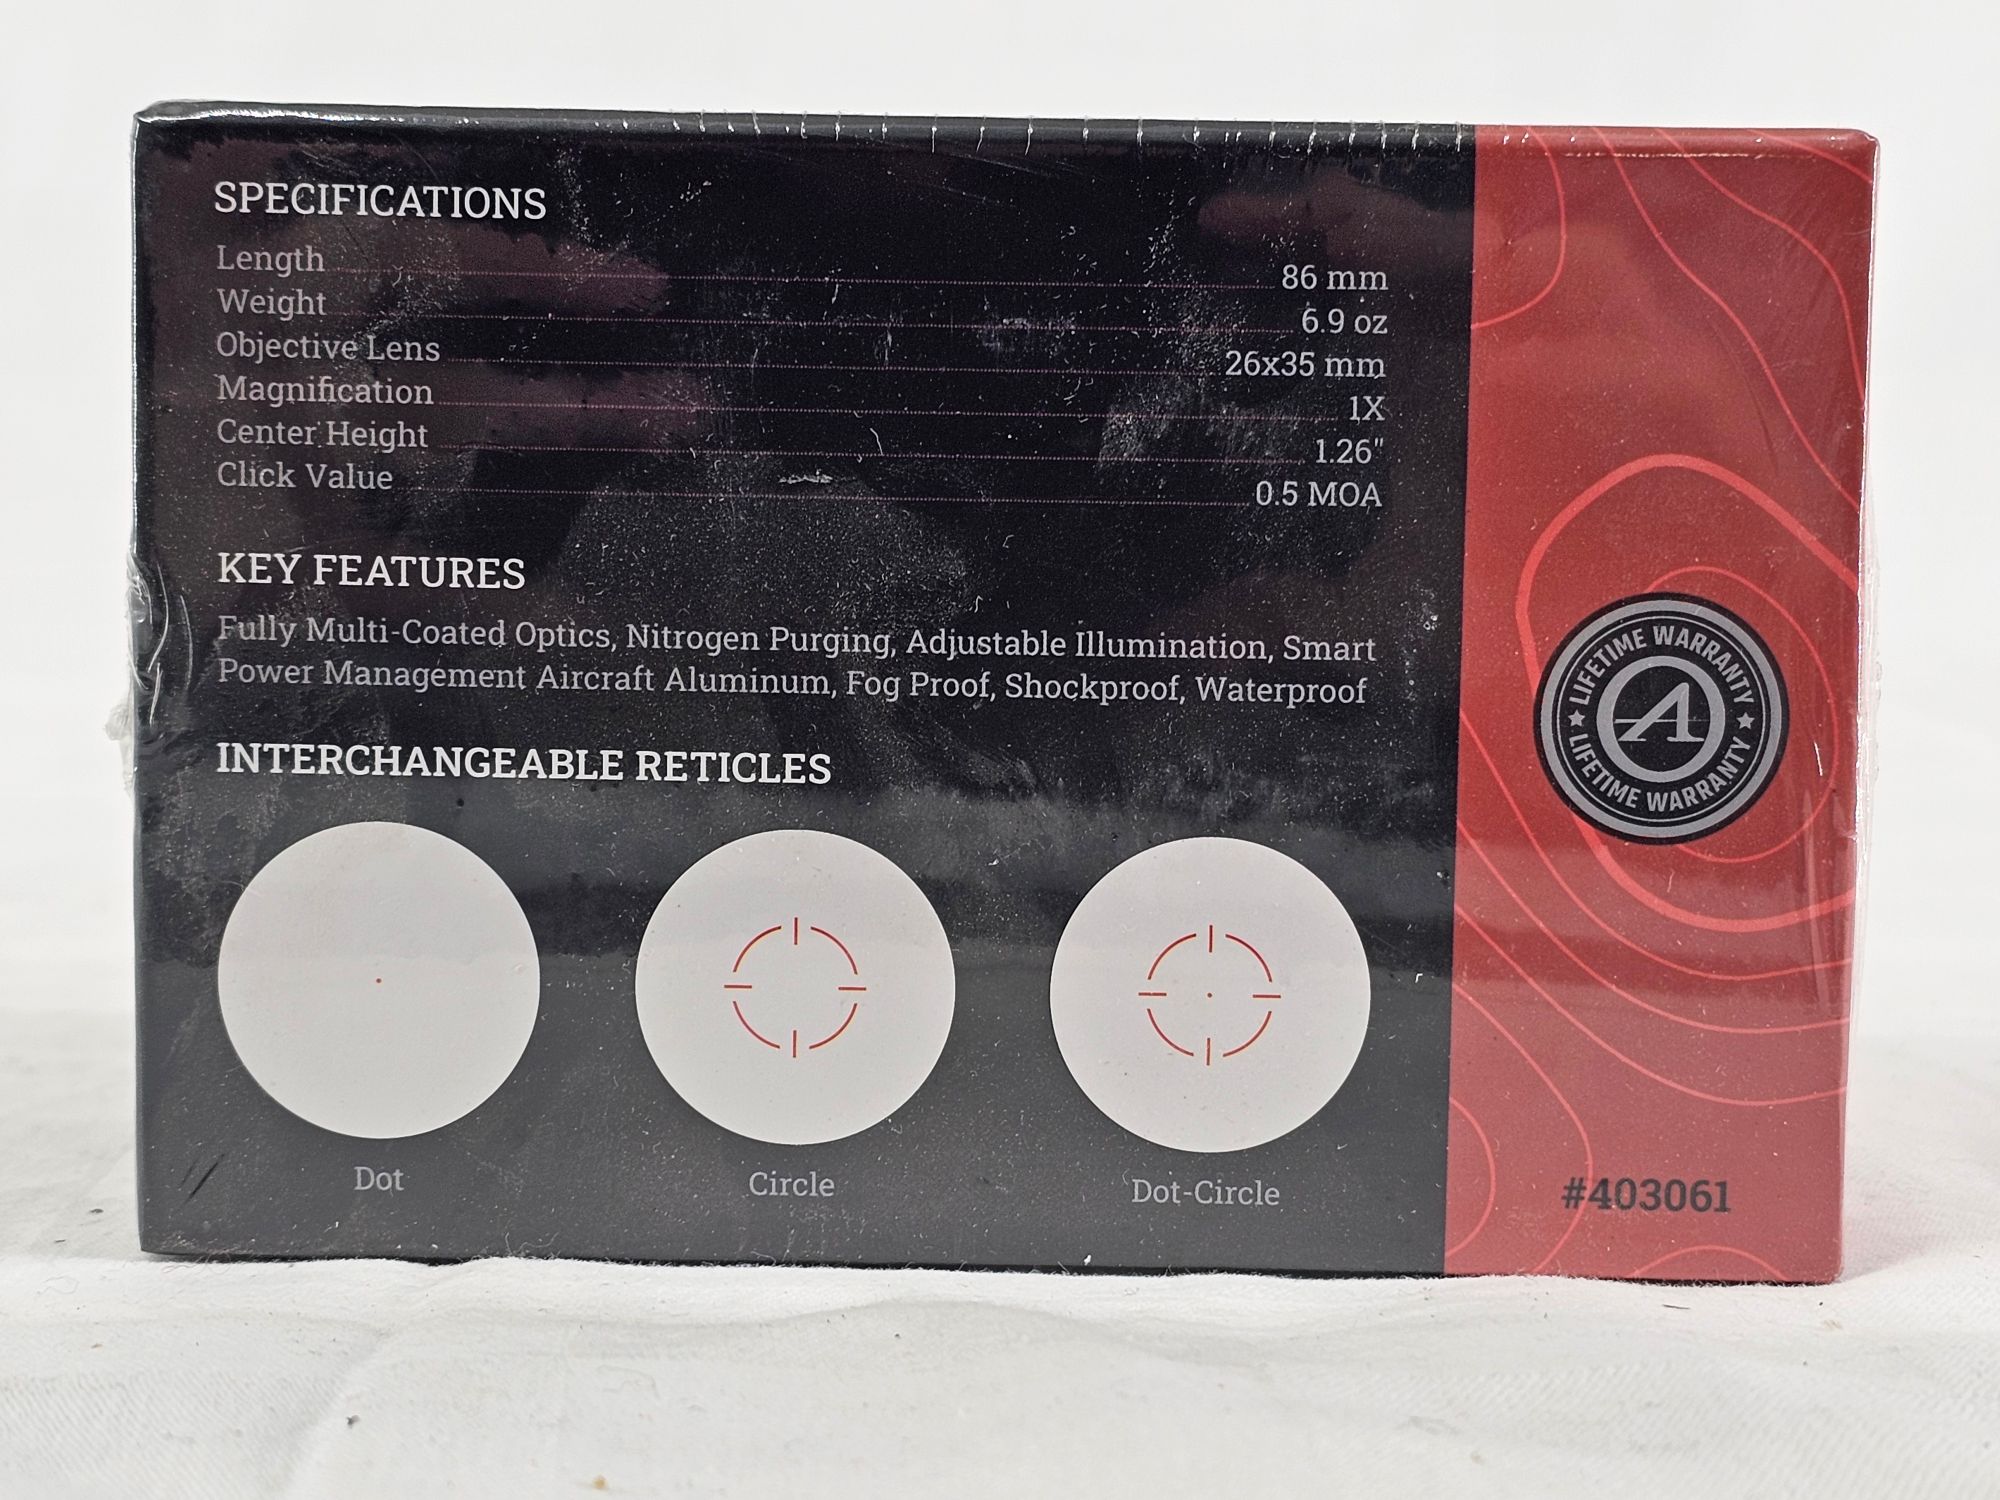 SPECIFICATIONS
Length 86 mm
Weight 6.9 oz
Objective Lens 26x35 mm
Magnification 1X
Center Height 1.26"
Click Value 0.5 MOA
KEY FEATURES
Fully Multi-Coated Optics, Nitrogen Purging, Adjustable Illumination, Smart
Power Management Aircraft Aluminum, Fog Proof, Shockproof, Waterproof
INTERCHANGEABLE RETICLES
Dot
Circle
Dot-Circle
LIFETIME WARRANTY
A
LIFETIME WARRANTY
#403061